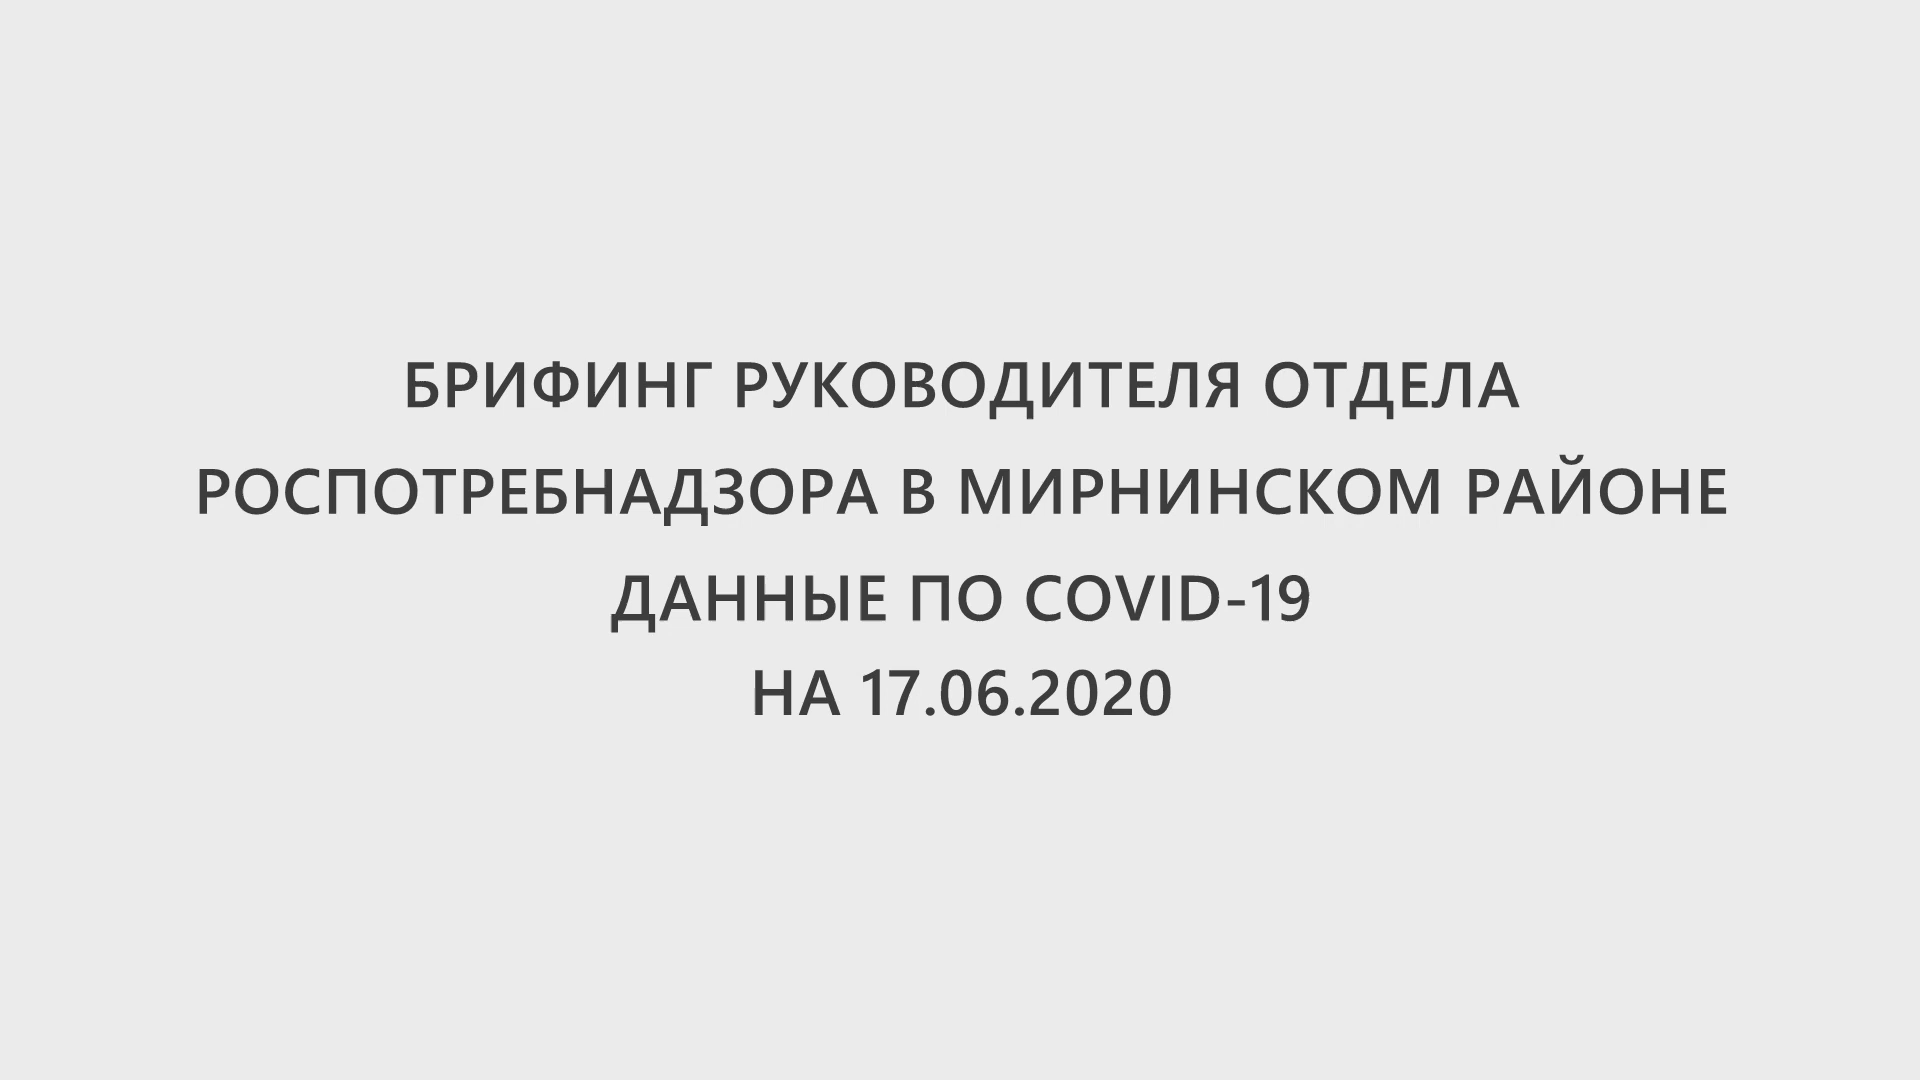 БРИФИНГ РУКОВОДИТЕЛЯ ОТДЕЛА
РОСПОТРЕБНАДЗОРА В МИРНИНСКОМ РАЙОНЕ
ДАННЫЕ ПО COVID-19
НА 17.06.2020